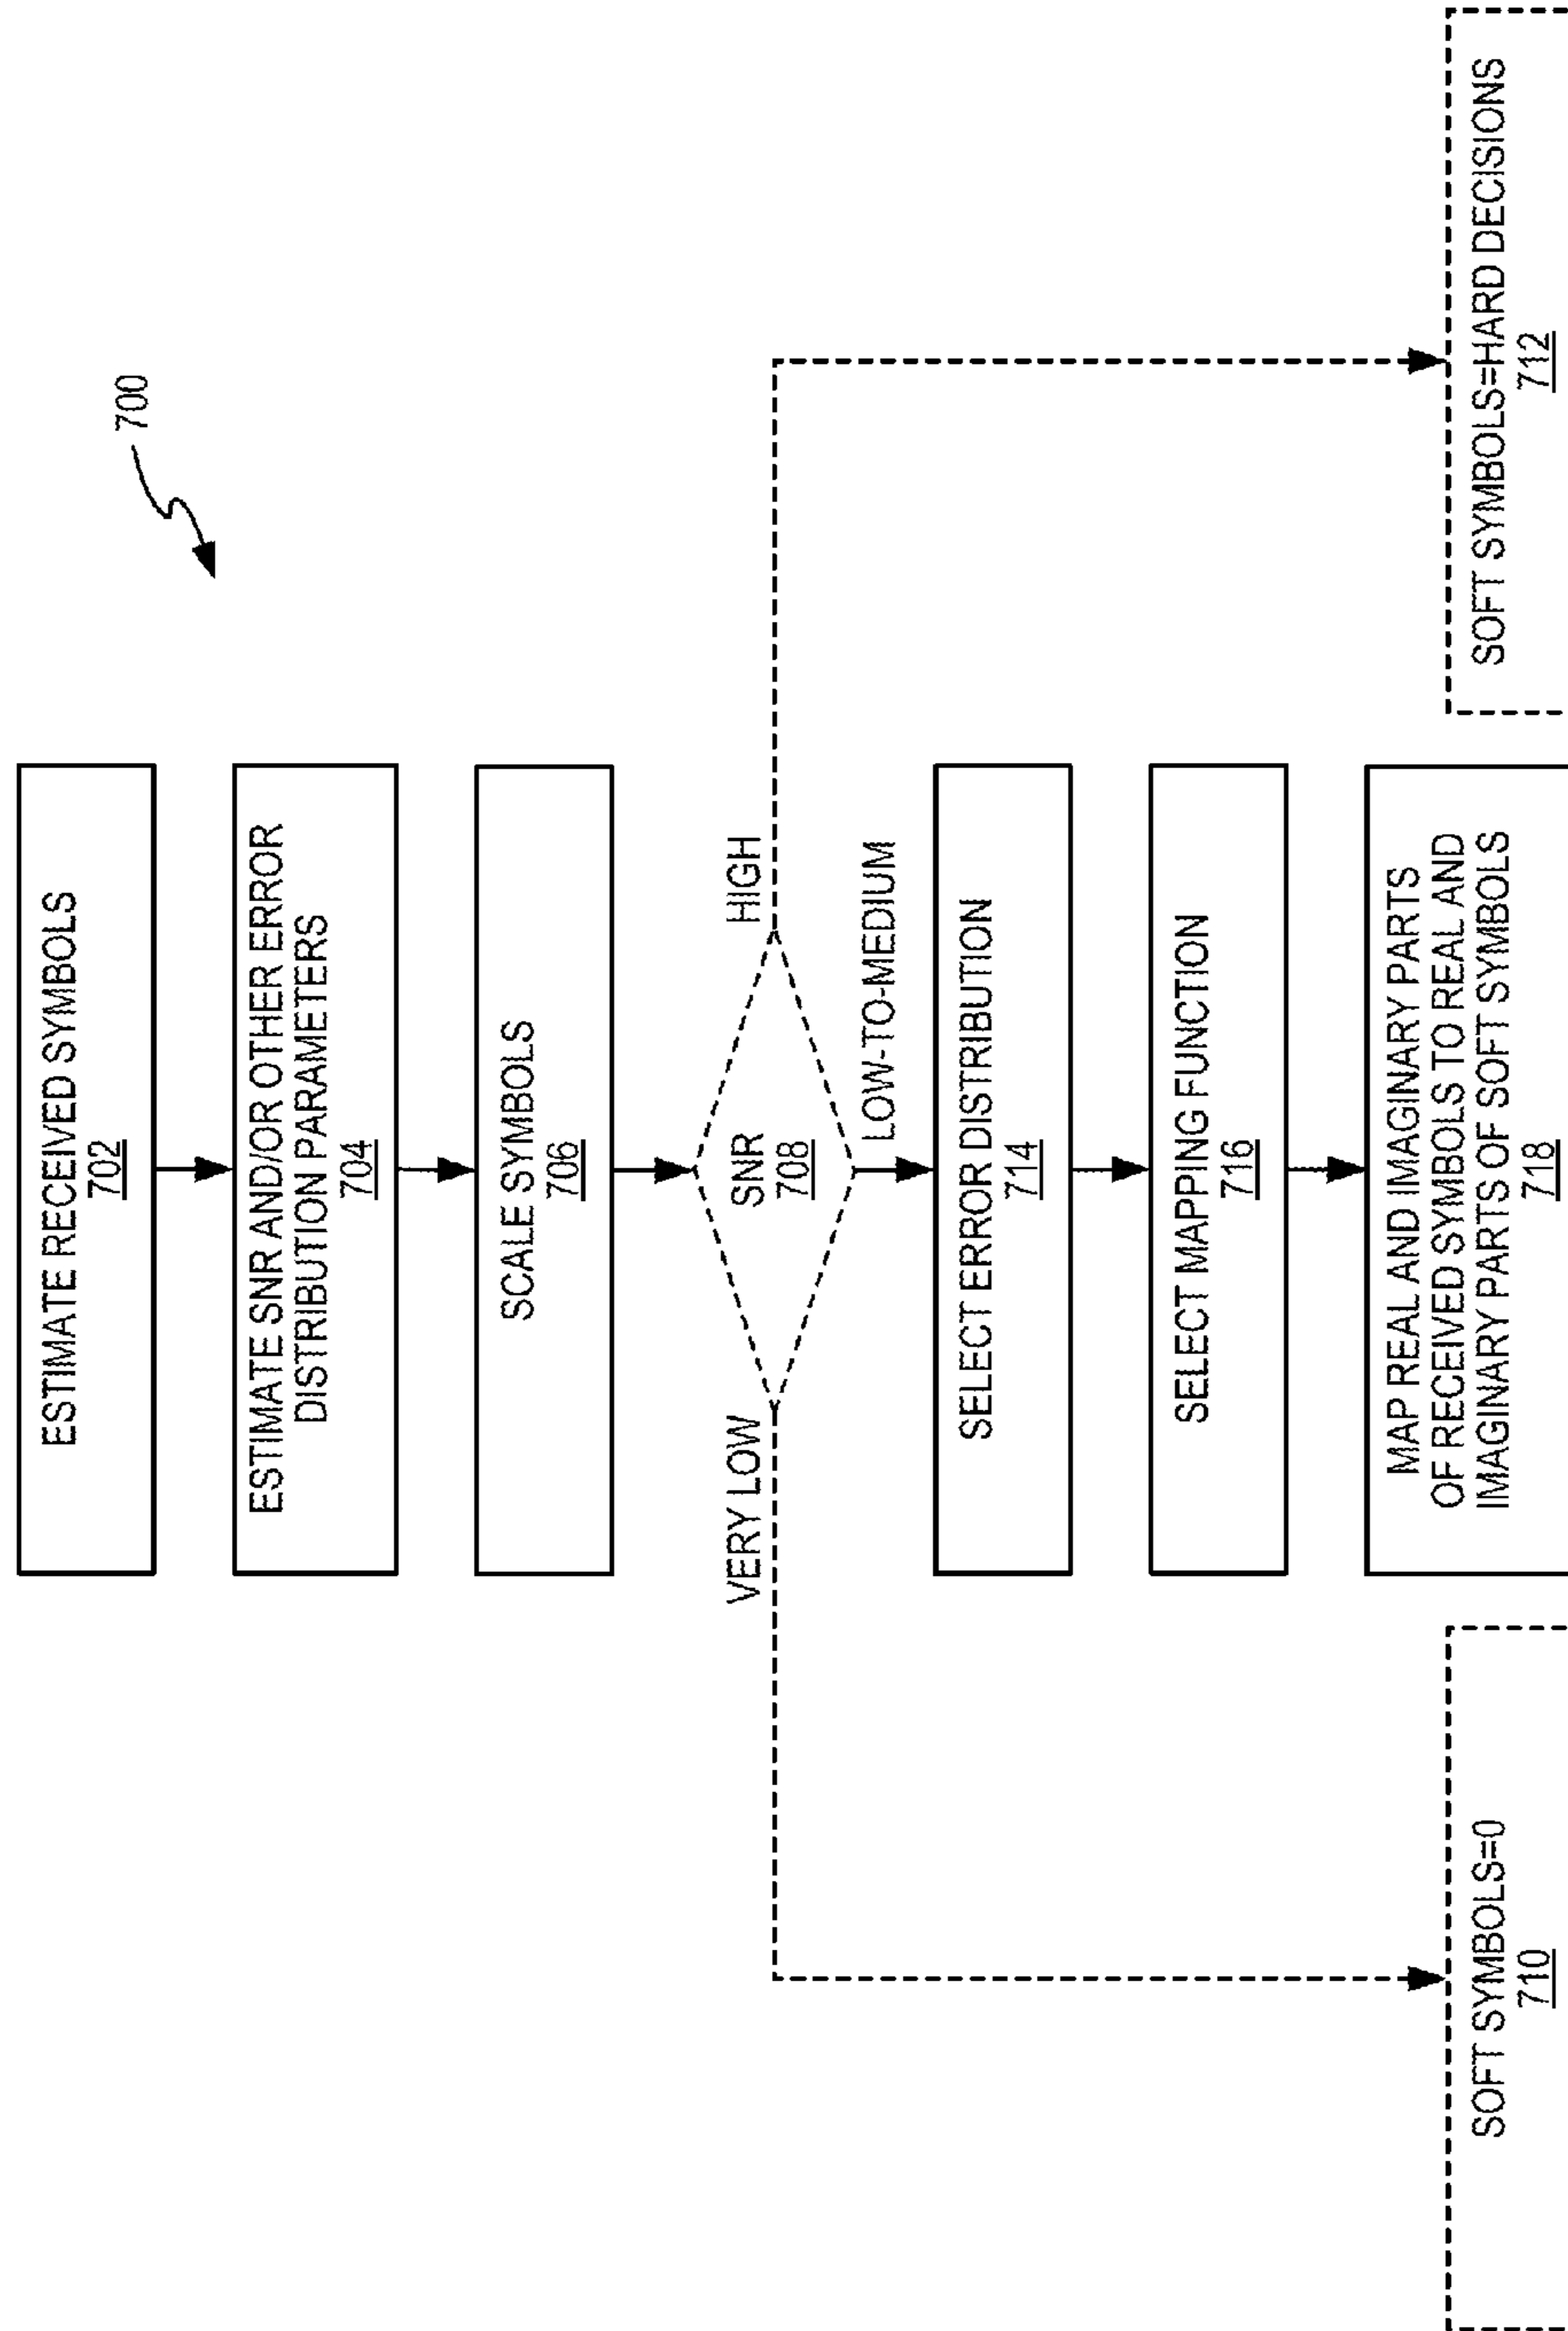 700
ESTIMATE RECEIVED SYMBOLS
702
ESTIMATE SNR AND/OR OTHER ERROR
DISTRIBUTION PARAMETERS
704
SCALE SYMBOLS
706
VERY LOW
SNR
708
HIGH
LOW-TO-MEDIUM
SELECT ERROR DISTRIBUTION
714
SELECT MAPPING FUNCTION
716
MAP REAL AND IMAGINARY PARTS
OF RECEIVED SYMBOLS TO REAL AND
IMAGINARY PARTS OF SOFT SYMBOLS
718
SOFT SYMBOLS=0
710
SOFT SYMBOLS=HARD DECISIONS
712